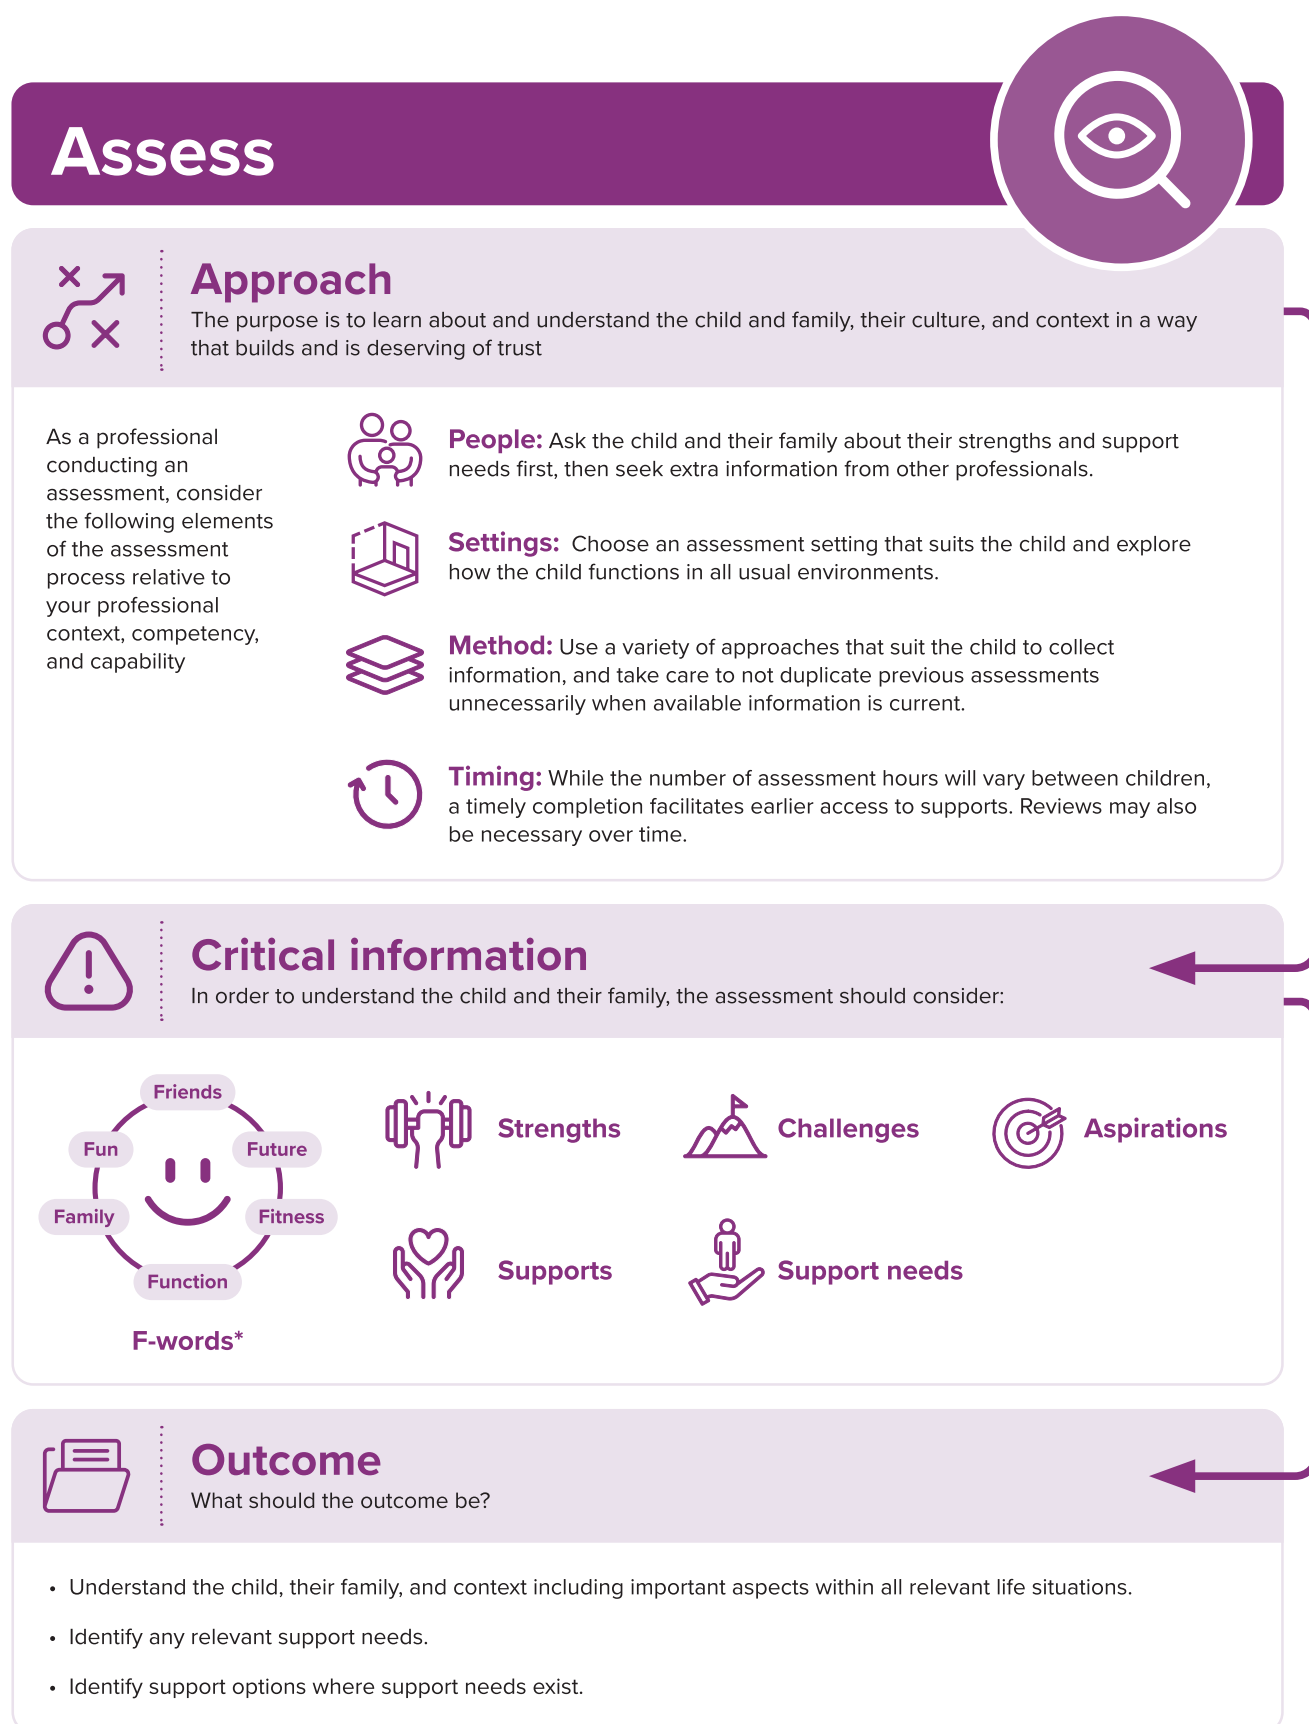 Assess
Approach
The purpose is to learn about and understand the child and family, their culture, and context in a way
that builds and is deserving of trust
As a professional
conducting an
assessment, consider
the following elements
of the assessment
process relative to
your professional
context, competency,
and capability
People: Ask the child and their family about their strengths and support
needs first, then seek extra information from other professionals.
Settings: Choose an assessment setting that suits the child and explore
how the child functions in all usual environments.
Method: Use a variety of approaches that suit the child to collect
information, and take care to not duplicate previous assessments
unnecessarily when available information is current.
Timing: While the number of assessment hours will vary between children,
a timely completion facilitates earlier access to supports. Reviews may also
be necessary over time.
Critical information
In order to understand the child and their family, the assessment should consider:
Friends
Fun
Future
Family
Fitness
Function
F-words*
Strengths
Challenges
Aspirations
Supports
Support needs
Outcome
What should the outcome be?
• Understand the child, their family, and context including important aspects within all relevant life situations.
• Identify any relevant support needs.
• Identify support options where support needs exist.